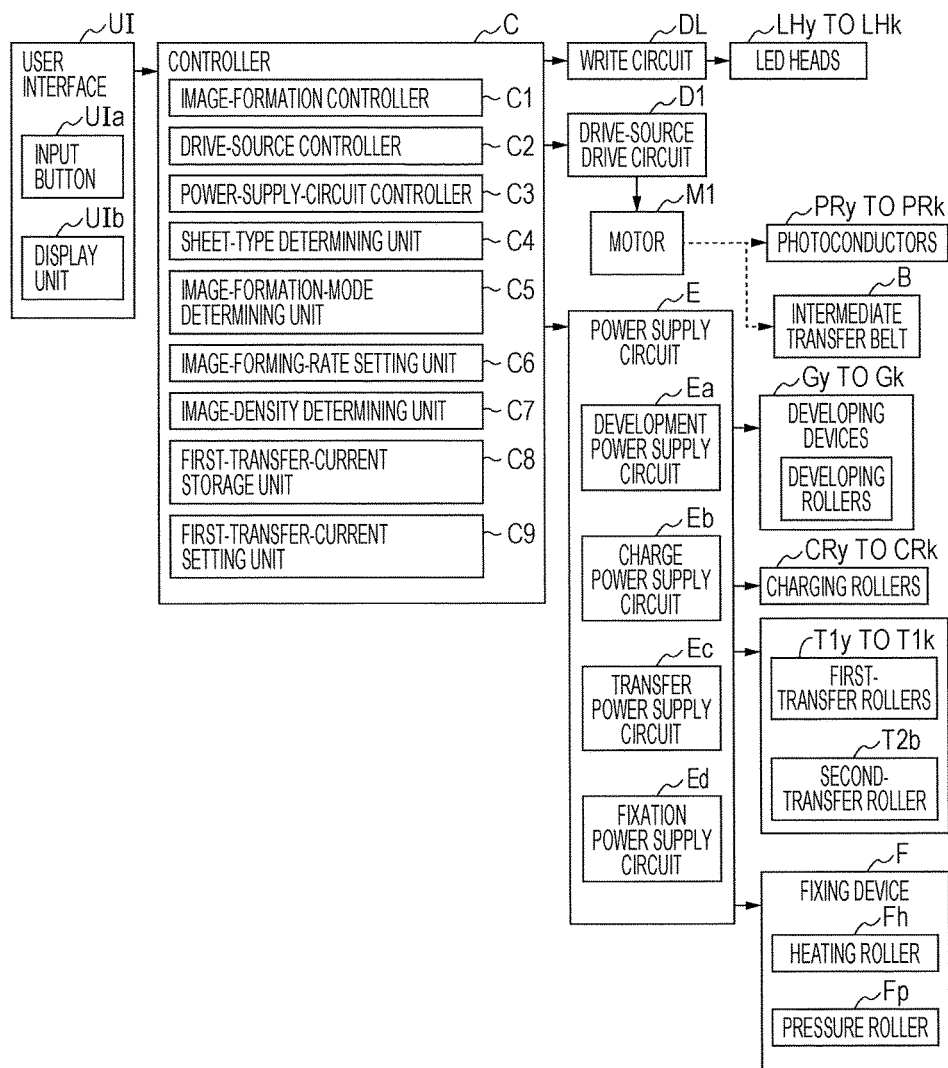 UI
USER
INTERFACE
UIa
INPUT
BUTTON
UIb
DISPLAY
UNIT
C
CONTROLLER
IMAGE-FORMATION CONTROLLER
C1
DRIVE-SOURCE CONTROLLER
C2
POWER-SUPPLY-CIRCUIT CONTROLLER
C3
SHEET-TYPE DETERMINING UNIT
C4
IMAGE-FORMATION-MODE
DETERMINING UNIT
C5
IMAGE-FORMING-RATE SETTING UNIT
C6
IMAGE-DENSITY DETERMINING UNIT
C7
FIRST-TRANSFER-CURRENT
STORAGE UNIT
C8
FIRST-TRANSFER-CURRENT
SETTING UNIT
C9
DL
WRITE CIRCUIT
LHy TO LHk
LED HEADS
D1
DRIVE-SOURCE
DRIVE CIRCUIT
M1
MOTOR
PRy TO PRk
PHOTOCONDUCTORS
B
INTERMEDIATE
TRANSFER BELT
E
POWER SUPPLY
CIRCUIT
Ea
DEVELOPMENT
POWER SUPPLY
CIRCUIT
Gy TO Gk
DEVELOPING
DEVICES
DEVELOPING
ROLLERS
Eb
CHARGE
POWER SUPPLY
CIRCUIT
CRy TO CRk
CHARGING ROLLERS
Ec
TRANSFER
POWER SUPPLY
CIRCUIT
T1y TO T1k
FIRST-
TRANSFER ROLLERS
T2b
SECOND-
TRANSFER ROLLER
Ed
FIXATION
POWER SUPPLY
CIRCUIT
F
FIXING DEVICE
Fh
HEATING ROLLER
Fp
PRESSURE ROLLER